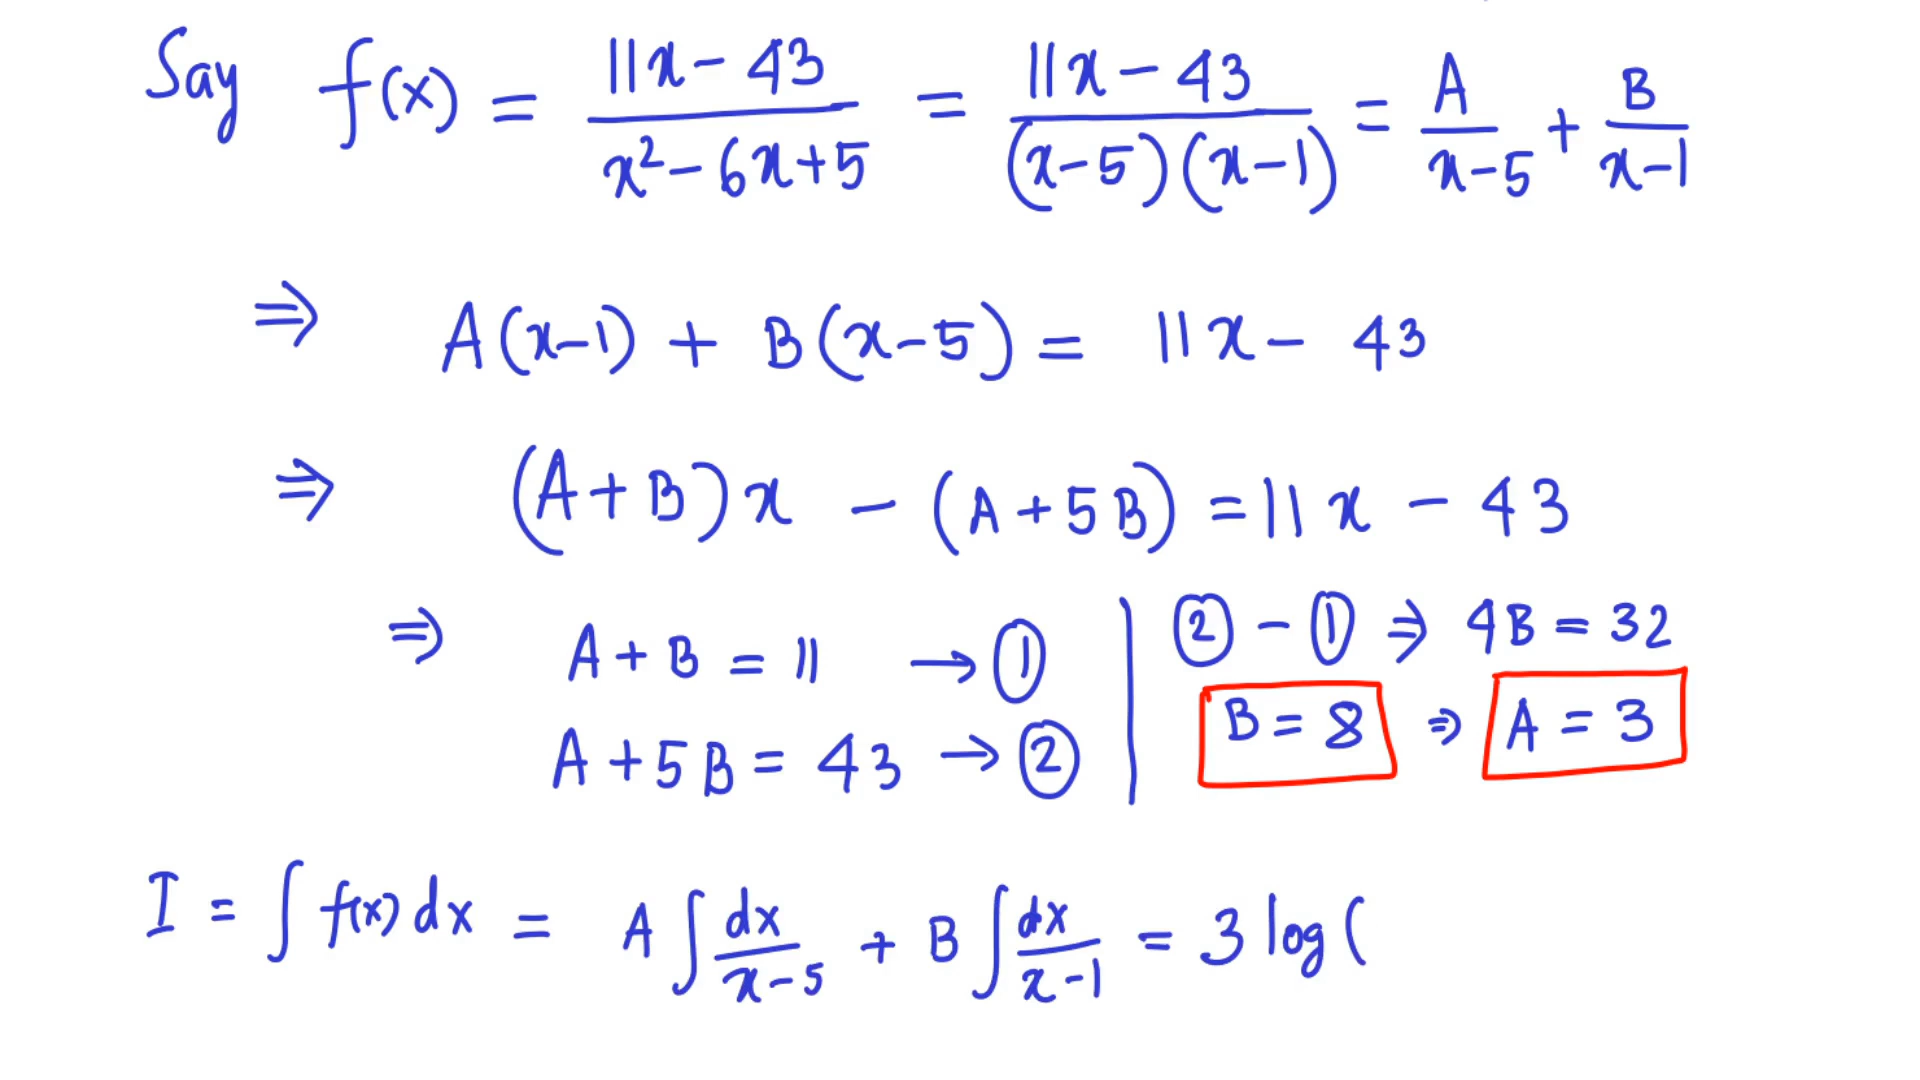 Say f(x) = (11x - 43)/(x² - 6x + 5) = (11x - 43)/((x-5)(x-1)) = A/(x-5) + B/(x-1)
⇒ A(x-1) + B(x-5) = 11x - 43
⇒ (A+B)x - (A+5B) = 11x - 43
⇒ A + B = 11 → ①
A + 5B = 43 → ②
② - ① ⇒ 4B = 32
B = 8 ⇒ A = 3
I = ∫ f(x) dx = A ∫ dx/(x-5) + B ∫ dx/(x-1) = 3 log(